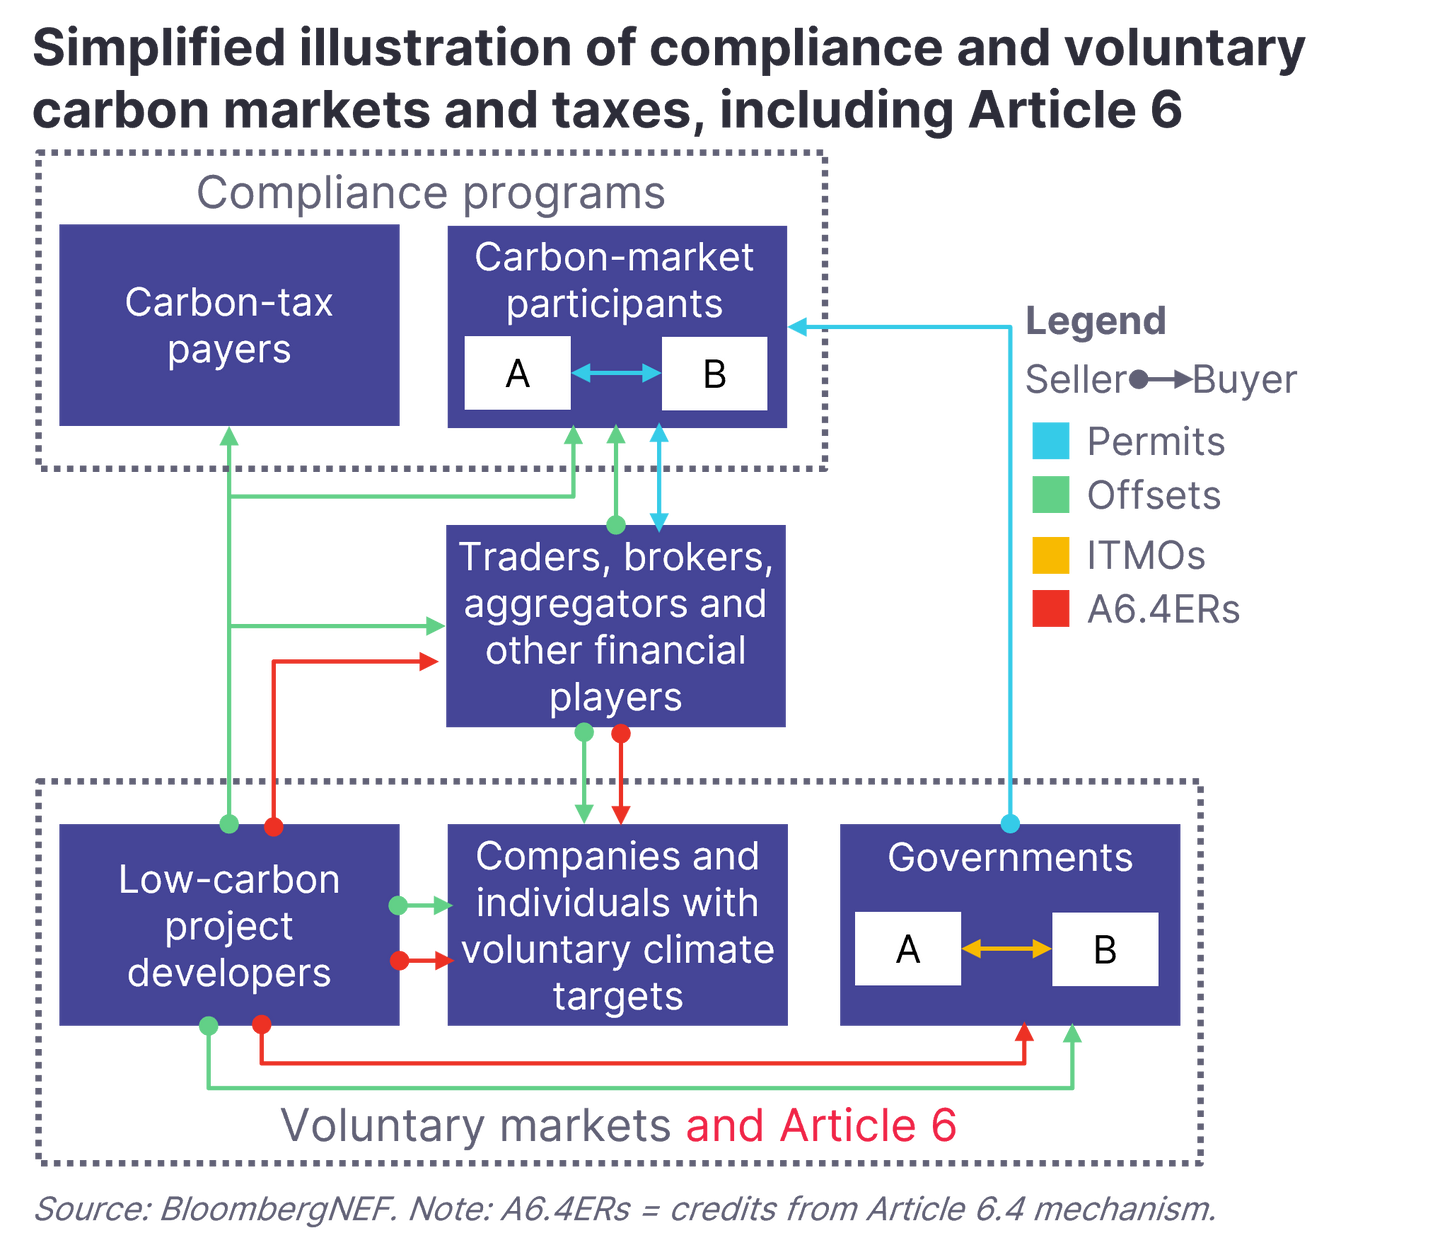 Simplified illustration of compliance and voluntary
carbon markets and taxes, including Article 6
Compliance programs
Carbon-tax
payers
Carbon-market
participants
A
B
Legend
Seller
Buyer
Permits
Offsets
ITMOs
A6.4ERs
Traders, brokers,
aggregators and
other financial
players
Low-carbon
project
developers
Companies and
individuals with
voluntary climate
targets
Governments
A
B
Voluntary markets and Article 6
Source: BloombergNEF. Note: A6.4ERs = credits from Article 6.4 mechanism.